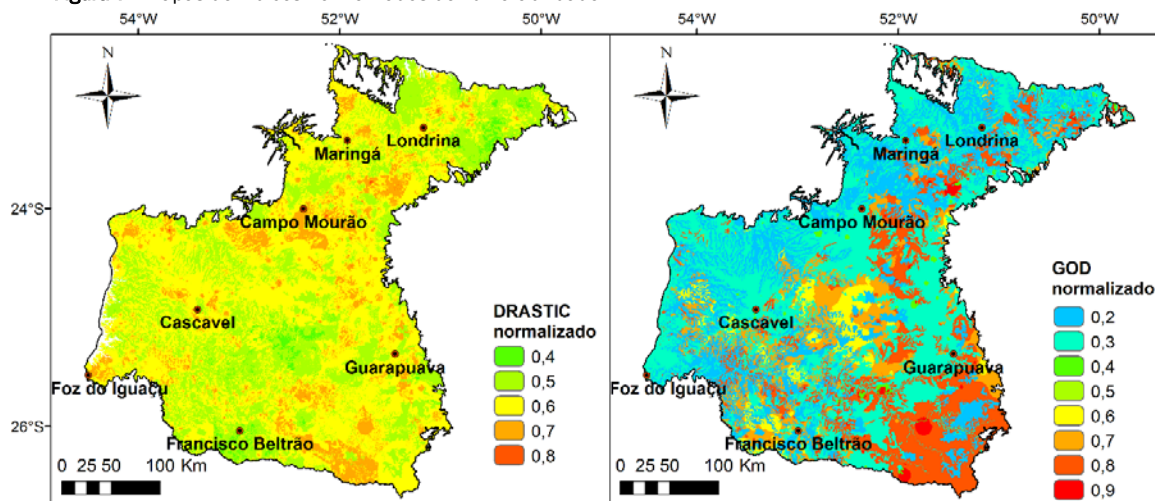 54°W 52°W 50°W 54°W 52°W 50°W
N
N
Londrina
Maringá
Londrina
Maringá
24°S
Campo Mourão
Campo Mourão
DRASTIC
normalizado
0,4
0,5
0,6
0,7
0,8
GOD
normalizado
0,2
0,3
0,4
0,5
0,6
0,7
0,8
0,9
Cascavel
Cascavel
Guarapuava
Guarapuava
Foz do Iguaçu
Foz do Iguaçu
26°S
Francisco Beltrão
Francisco Beltrão
0 25 50 100 Km
0 25 50 100 Km